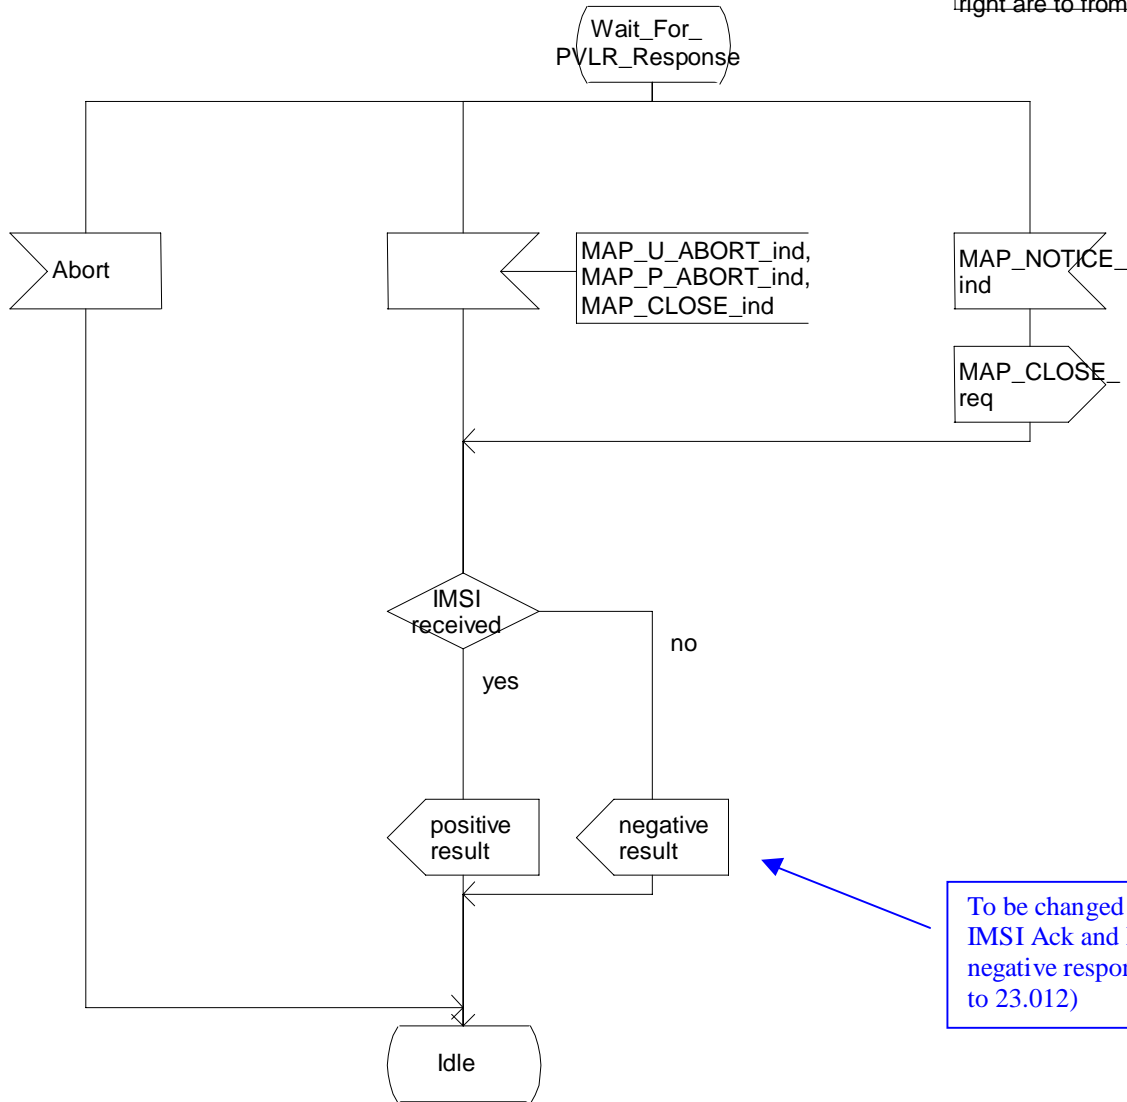 right are to from
Wait_For_
PVLR_Response
Abort
MAP_U_ABORT_ind,
MAP_P_ABORT_ind,
MAP_CLOSE_ind
MAP_NOTICE_
ind
MAP_CLOSE_
req
IMSI
received
no
yes
positive
result
negative
result
To be changed
IMSI Ack and
negative
to 23.012)
Idle